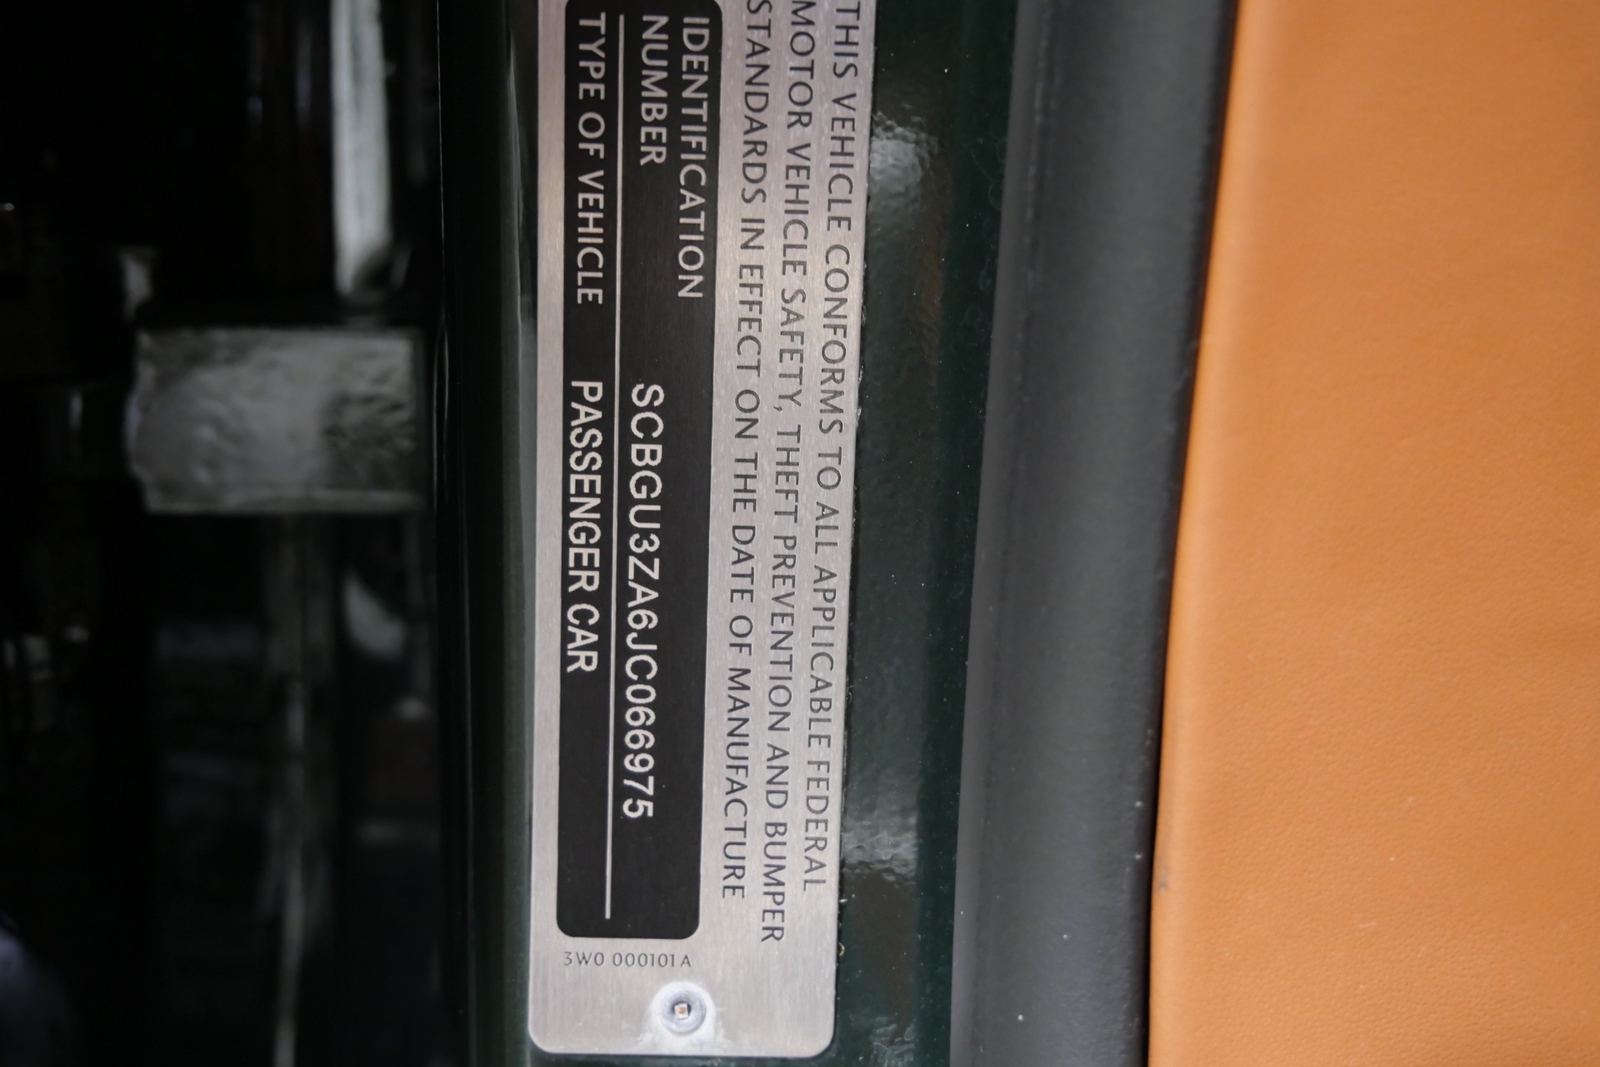 THIS VEHICLE CONFORMS TO ALL APPLICABLE FEDERAL
MOTOR VEHICLE SAFETY, THEFT PREVENTION AND BUMPER
STANDARDS IN EFFECT ON THE DATE OF MANUFACTURE
IDENTIFICATION
NUMBER SCBGU3ZA6JC066975
TYPE OF VEHICLE PASSENGER CAR
3W0 000101 A